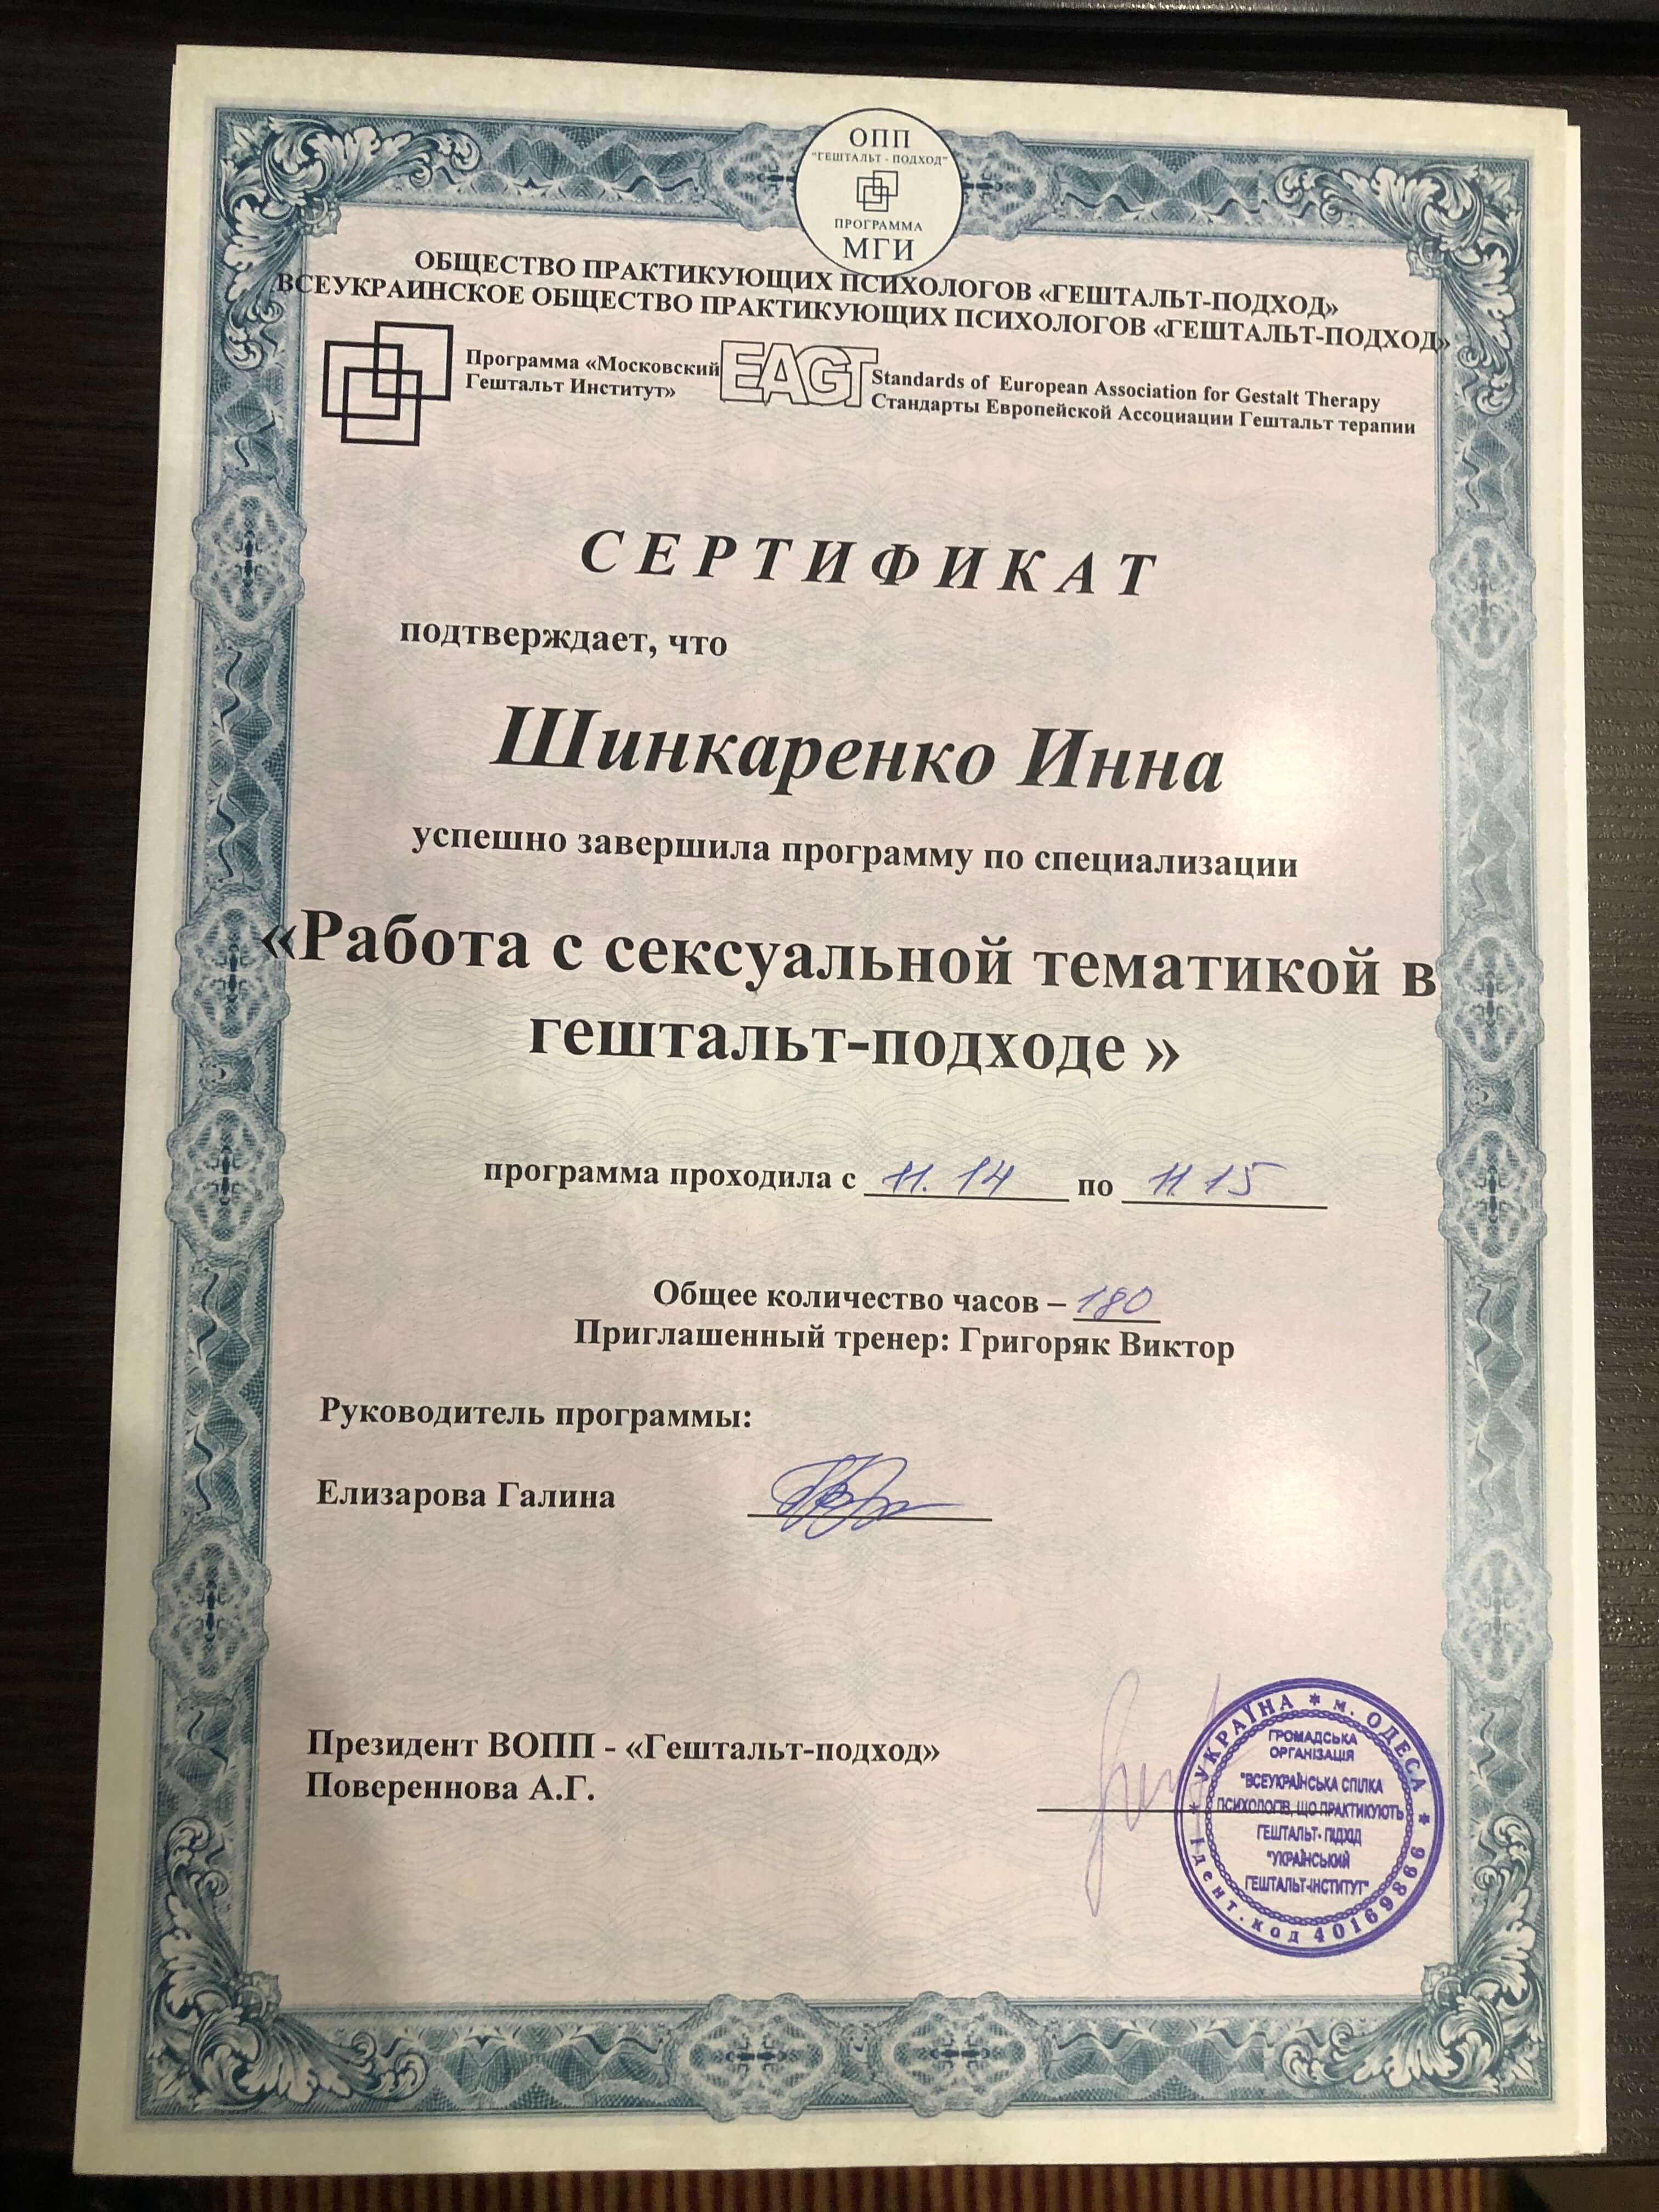 ОПП
"ГЕШТАЛЬТ - ПОДХОД"
ПРОГРАММА
МГИ
ОБЩЕСТВО ПРАКТИКУЮЩИХ ПСИХОЛОГОВ «ГЕШТАЛЬТ-ПОДХОД»
ВСЕУКРАИНСКОЕ ОБЩЕСТВО ПРАКТИКУЮЩИХ ПСИХОЛОГОВ «ГЕШТАЛЬТ-ПОДХОД»
Программа «Московский
Гештальт Институт»
EAGT
Standards of European Association for Gestalt Therapy
Стандарты Европейской Ассоциации Гештальт терапии
СЕРТИФИКАТ
подтверждает, что
Шинкаренко Инна
успешно завершила программу по специализации
«Работа с сексуальной тематикой в
гештальт-подходе »
программа проходила с 11.14 по 11 15
Общее количество часов – 180
Приглашенный тренер: Григоряк Виктор
Руководитель программы:
Елизарова Галина
Президент ВОПП - «Гештальт-подход»
Повереннова А.Г.
УКРАЇНА * м. ОДЕСА *
ГРОМАДСЬКА
ОРГАНІЗАЦІЯ
"ВСЕУКРАЇНСЬКА СПІЛКА
ПСИХОЛОГІВ, ЩО ПРАКТИКУЮТЬ
ГЕШТАЛЬТ- ПІДХІД
"УКРАЇНСЬКИЙ
ГЕШТАЛЬТ-ІНСТИТУТ"
* Ідент.код 40169866